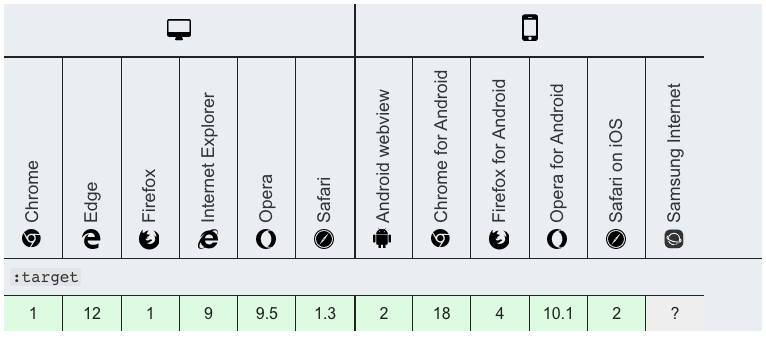 Chrome
Edge
Firefox
Internet Explorer
Opera
Safari
Android webview
Chrome for Android
Firefox for Android
Opera for Android
Safari on iOS
Samsung Internet
:target
1 12 1 9 9.5 1.3 2 18 4 10.1 2 ?